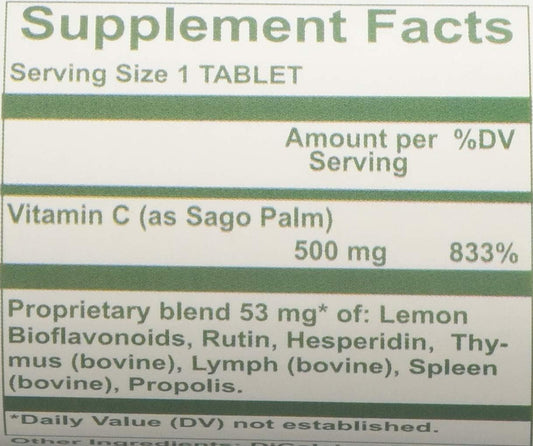 Supplement Facts
Serving Size 1 TABLET
Amount per %DV
Serving
Vitamin C (as Sago Palm)
500 mg 833%
Proprietary blend 53 mg* of: Lemon
Bioflavonoids, Rutin, Hesperidin, Thy-
mus (bovine), Lymph (bovine), Spleen
(bovine), Propolis.
*Daily Value (DV) not established.
Other Ingredients: